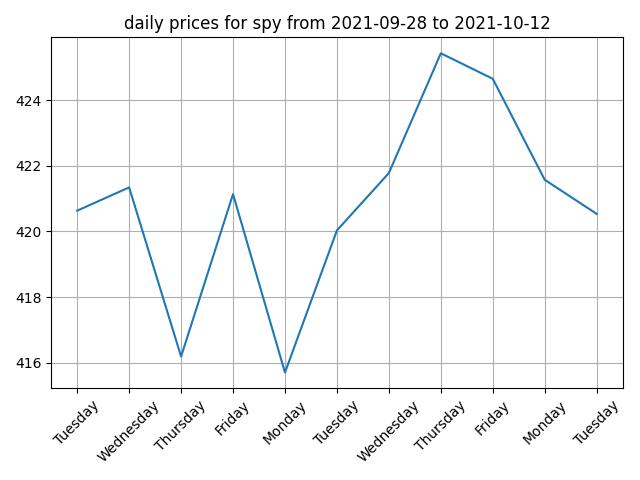 daily prices for spy from 2021-09-28 to 2021-10-12
424
422
420
418
416
Tuesday
Wednesday
Thursday
Friday
Monday
Tuesday
Wednesday
Thursday
Friday
Monday
Tuesday